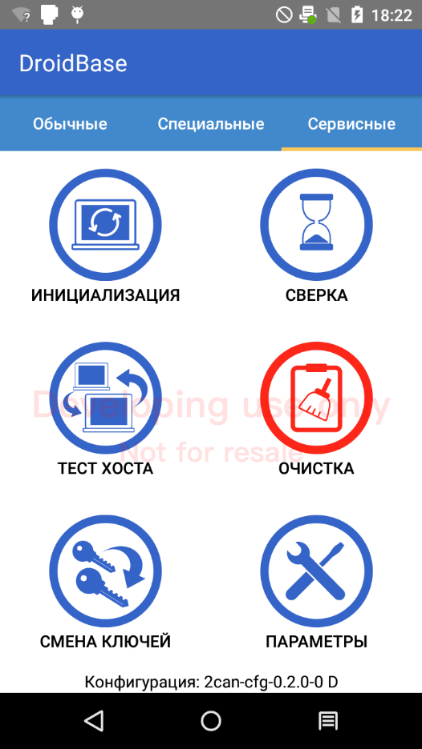 18:22
DroidBase
Обычные Специальные Сервисные
ИНИЦИАЛИЗАЦИЯ СВЕРКА
Developing use only
ТЕСТ ХОСТА ОЧИСТКА
Not for resale
СМЕНА КЛЮЧЕЙ ПАРАМЕТРЫ
Конфигурация: 2can-cfg-0.2.0-0 D